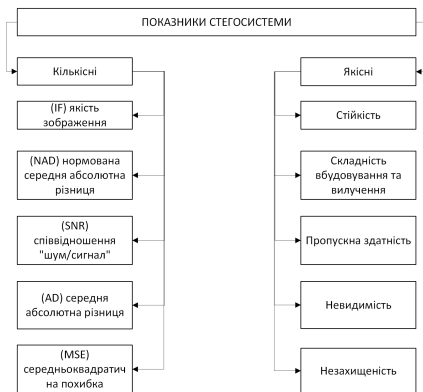 ПОКАЗНИКИ СТЕГОСИСТЕМИ
Кількісні
(IF) якість
зображення
(NAD) нормована
середня абсолютна
різниця
(SNR)
співвідношення
"шум/сигнал"
(AD) середня
абсолютна різниця
(MSE)
середньоквадратич
на похибка
Якісні
Стійкість
Складність
вбудовування та
вилучення
Пропускна здатність
Невидимість
Незахищеність